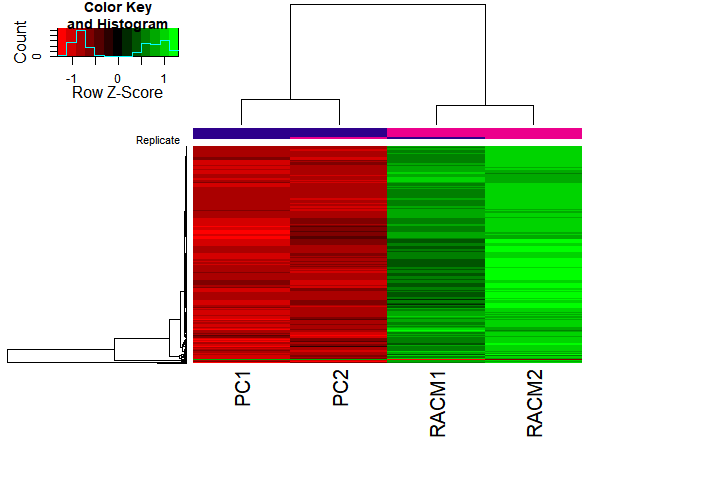 Color Key
and Histogram
Count
0
-1 0 1
Row Z-Score
Replicate
PC1
PC2
RACM1
RACM2